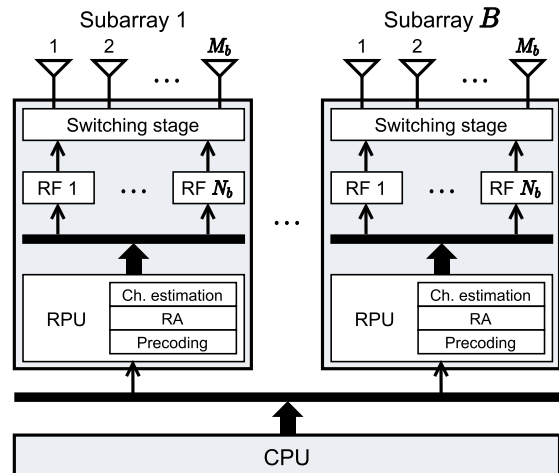 Subarray 1
Subarray B
1 2 ... M_b
1 2 ... M_b
Switching stage
Switching stage
RF 1 ... RF N_b
...
RF 1 ... RF N_b
RPU
Ch. estimation
RA
Precoding
RPU
Ch. estimation
RA
Precoding
CPU